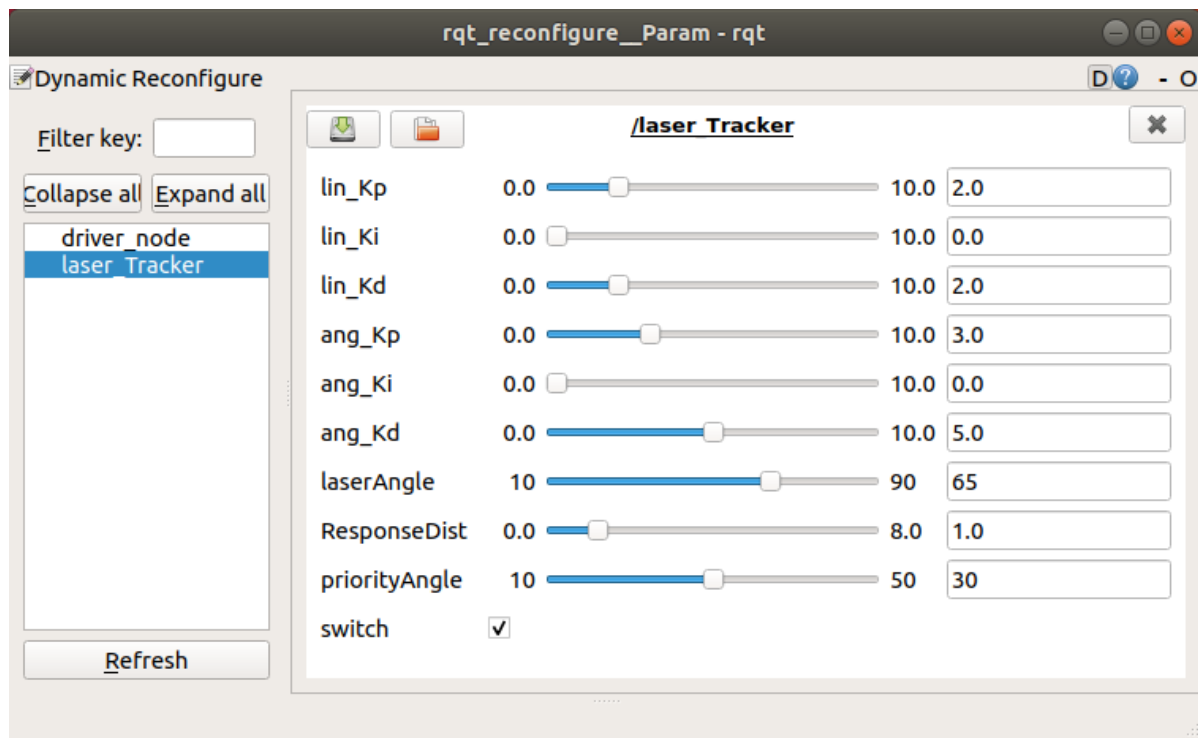 rqt_reconfigure__Param - rqt
Dynamic Reconfigure
D ? - O
Filter key:
Collapse all Expand all
driver_node
laser_Tracker
Refresh
/laser_Tracker
lin_Kp 0.0 10.0 2.0
lin_Ki 0.0 10.0 0.0
lin_Kd 0.0 10.0 2.0
ang_Kp 0.0 10.0 3.0
ang_Ki 0.0 10.0 0.0
ang_Kd 0.0 10.0 5.0
laserAngle 10 90 65
ResponseDist 0.0 8.0 1.0
priorityAngle 10 50 30
switch